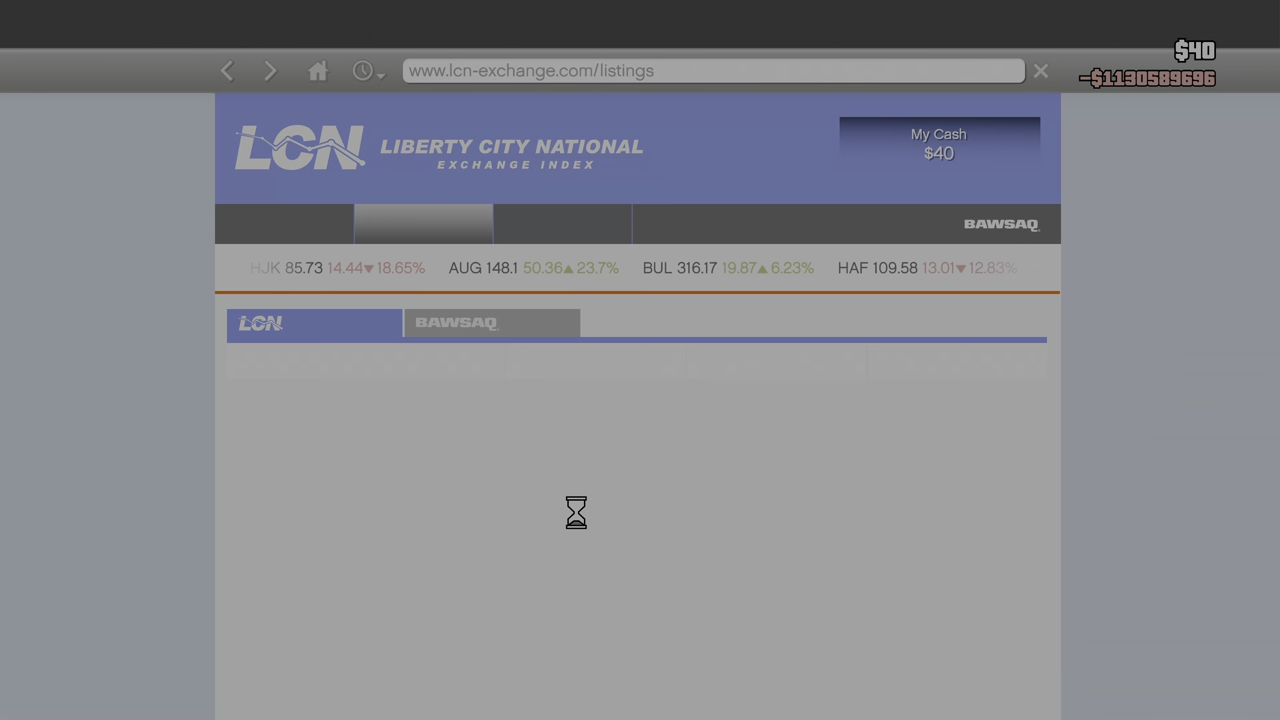 $40
-$1130589696
www.lcn-exchange.com/listings
LCN LIBERTY CITY NATIONAL
EXCHANGE INDEX
My Cash
$40
BAWSAQ
HJK 85.73 14.44▼18.65% AUG 148.1 50.36▲23.7% BUL 316.17 19.87▲6.23% HAF 109.58 13.01▼12.83%
LCN BAWSAQ